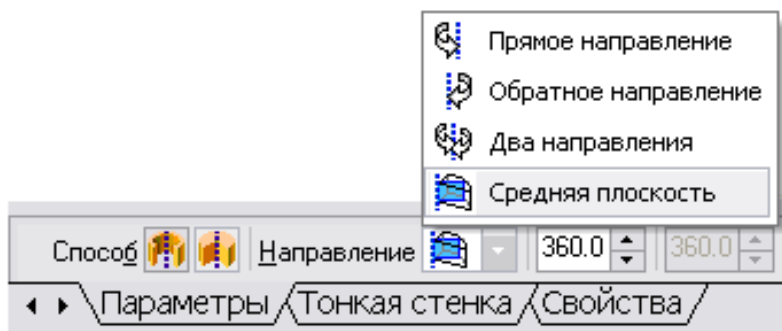 Прямое направление
Обратное направление
Два направления
Средняя плоскость
Способ Направление 360.0 360.0
Параметры Тонкая стенка Свойства